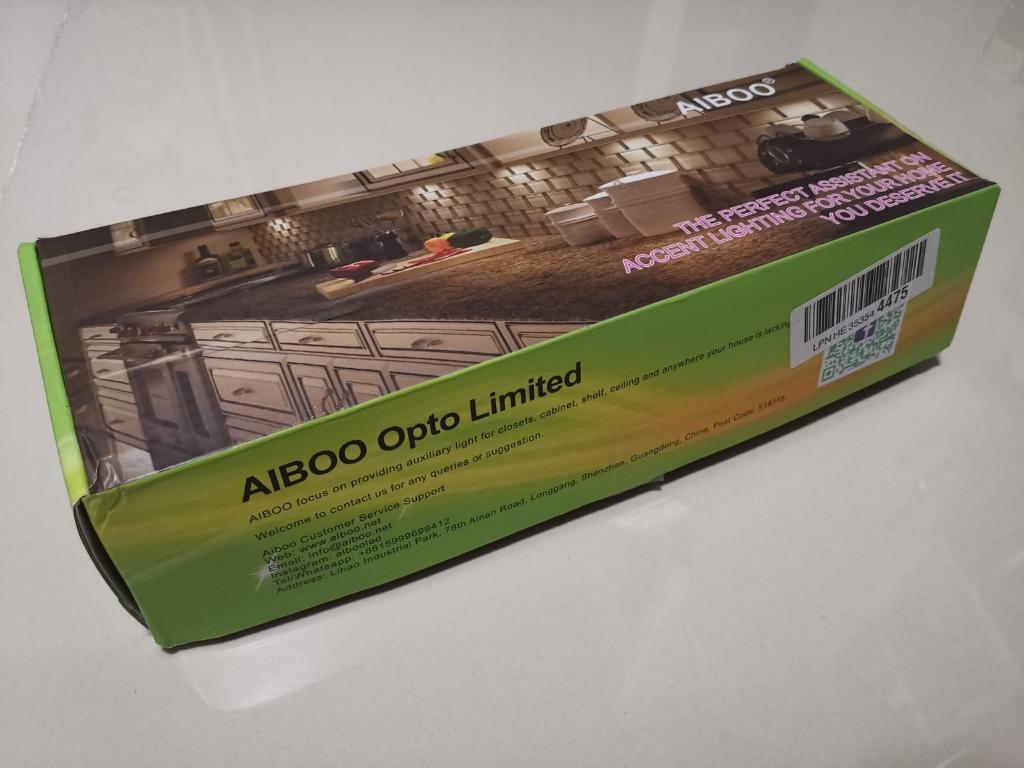 AIBOO®
THE PERFECT ASSISTANT ON
ACCENT LIGHTING FOR YOUR HOME
YOU DESERVE IT
AIBOO Opto Limited
AIBOO focus on providing auxiliary light for closets, cabinet, shelf, ceiling and anywhere your house is lacking
Welcome to contact us for any queries or suggestion.
Aiboo Customer Service Support
Web: www.aiboo.net
Email: info@aiboo.net
Instagram: aibooled
Tel/Whatsapp: +8615999699412
Address: Lihao Industrial Park, 78th Ainan Road, Longgang, Shenzhen, Guangdong, China, Post Code: 518116
LPN HE 35354 4475